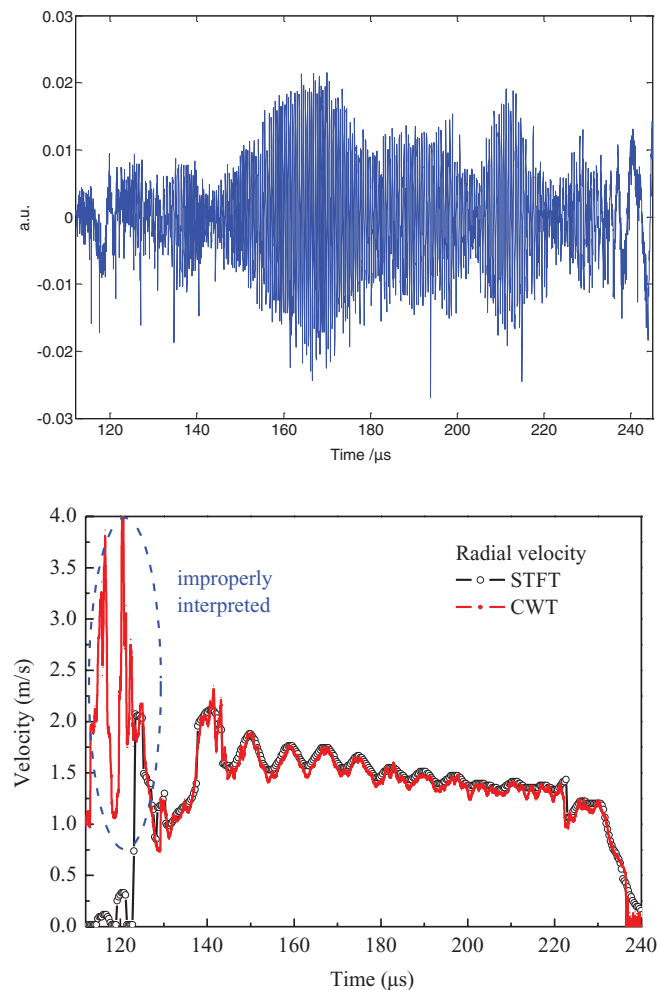 0.03
0.02
0.01
0
-0.01
-0.02
-0.03
a.u.
120 140 160 180 200 220 240
Time /μs
4.0
3.5
3.0
2.5
2.0
1.5
1.0
0.5
0.0
Velocity (m/s)
improperly
interpreted
Radial velocity
STFT
CWT
120 140 160 180 200 220 240
Time (μs)